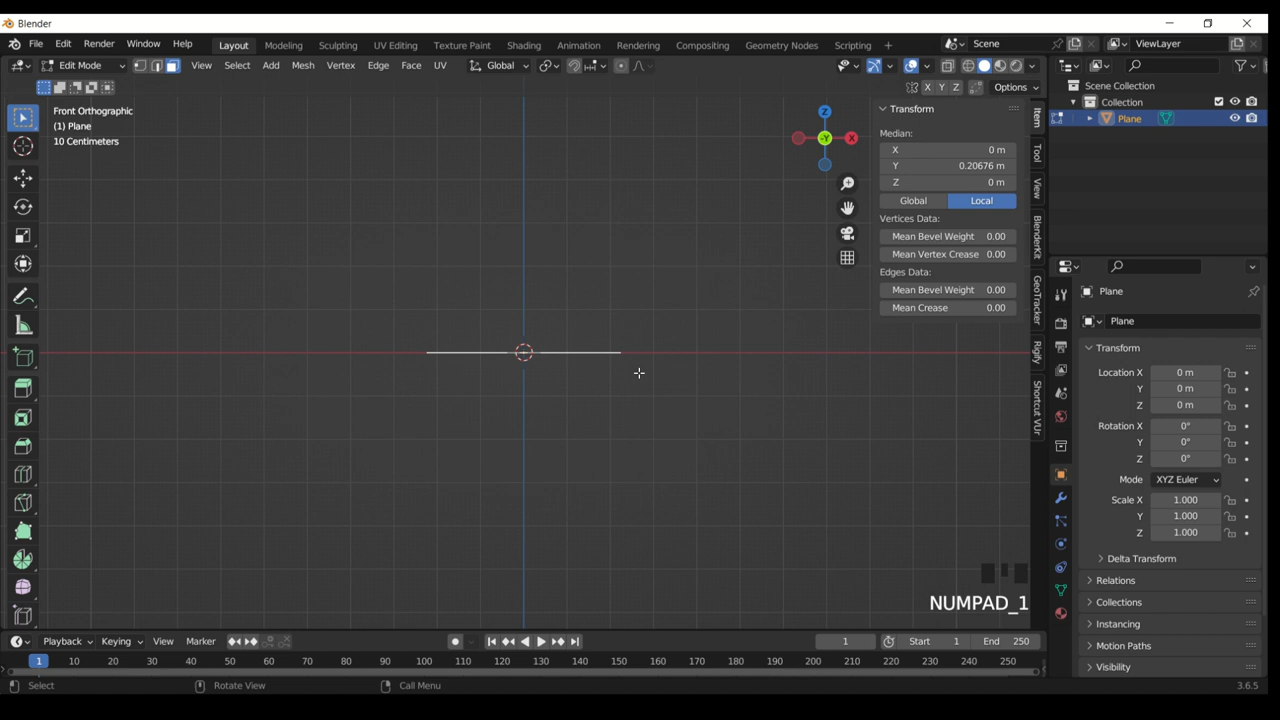 Blender
File Edit Render Window Help Layout Modeling Sculpting UV Editing Texture Paint Shading Animation Rendering Compositing Geometry Nodes Scripting + Scene ViewLayer
Edit Mode View Select Add Mesh Vertex Edge Face UV Global
X Y Z Options
Front Orthographic
(1) Plane
10 Centimeters
Z
-Y
X
Transform
Median:
X 0 m
Y 0.20676 m
Z 0 m
Global Local
Vertices Data:
Mean Bevel Weight 0.00
Mean Vertex Crease 0.00
Edges Data:
Mean Bevel Weight 0.00
Mean Crease 0.00
Item
Tool
View
BlenderKit
GeoTracker
Rigify
Shortcut VUr
Scene Collection
Collection
Plane
Plane
Plane
Transform
Location X 0 m
Y 0 m
Z 0 m
Rotation X 0°
Y 0°
Z 0°
Mode XYZ Euler
Scale X 1.000
Y 1.000
Z 1.000
Delta Transform
Relations
Collections
Instancing
Motion Paths
Visibility
NUMPAD_1
Playback Keying View Marker 1 Start 1 End 250
1 10 20 30 40 50 60 70 80 90 100 110 120 130 140 150 160 170 180 190 200 210 220 230 240 250
Select Rotate View Call Menu 3.6.5